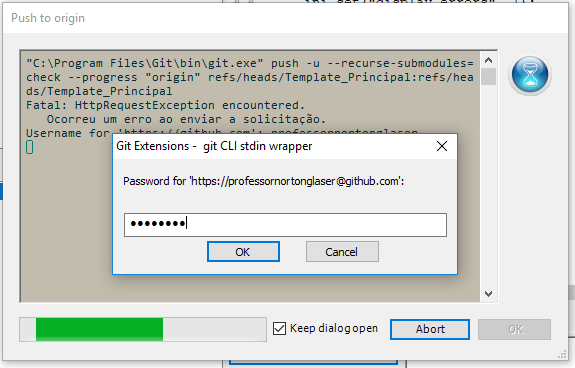 Push to origin
"C:\Program Files\Git\bin\git.exe" push -u --recurse-submodules=
check --progress "origin" refs/heads/Template_Principal:refs/hea
ds/Template_Principal
Fatal: HttpRequestException encountered.
Ocorreu um erro ao enviar a solicitação.
Username for 'https://github.com': professornortonglaser
Git Extensions - git CLI stdin wrapper
Password for 'https://professornortonglaser@github.com':
••••••••
OK
Cancel
Keep dialog open
Abort
OK